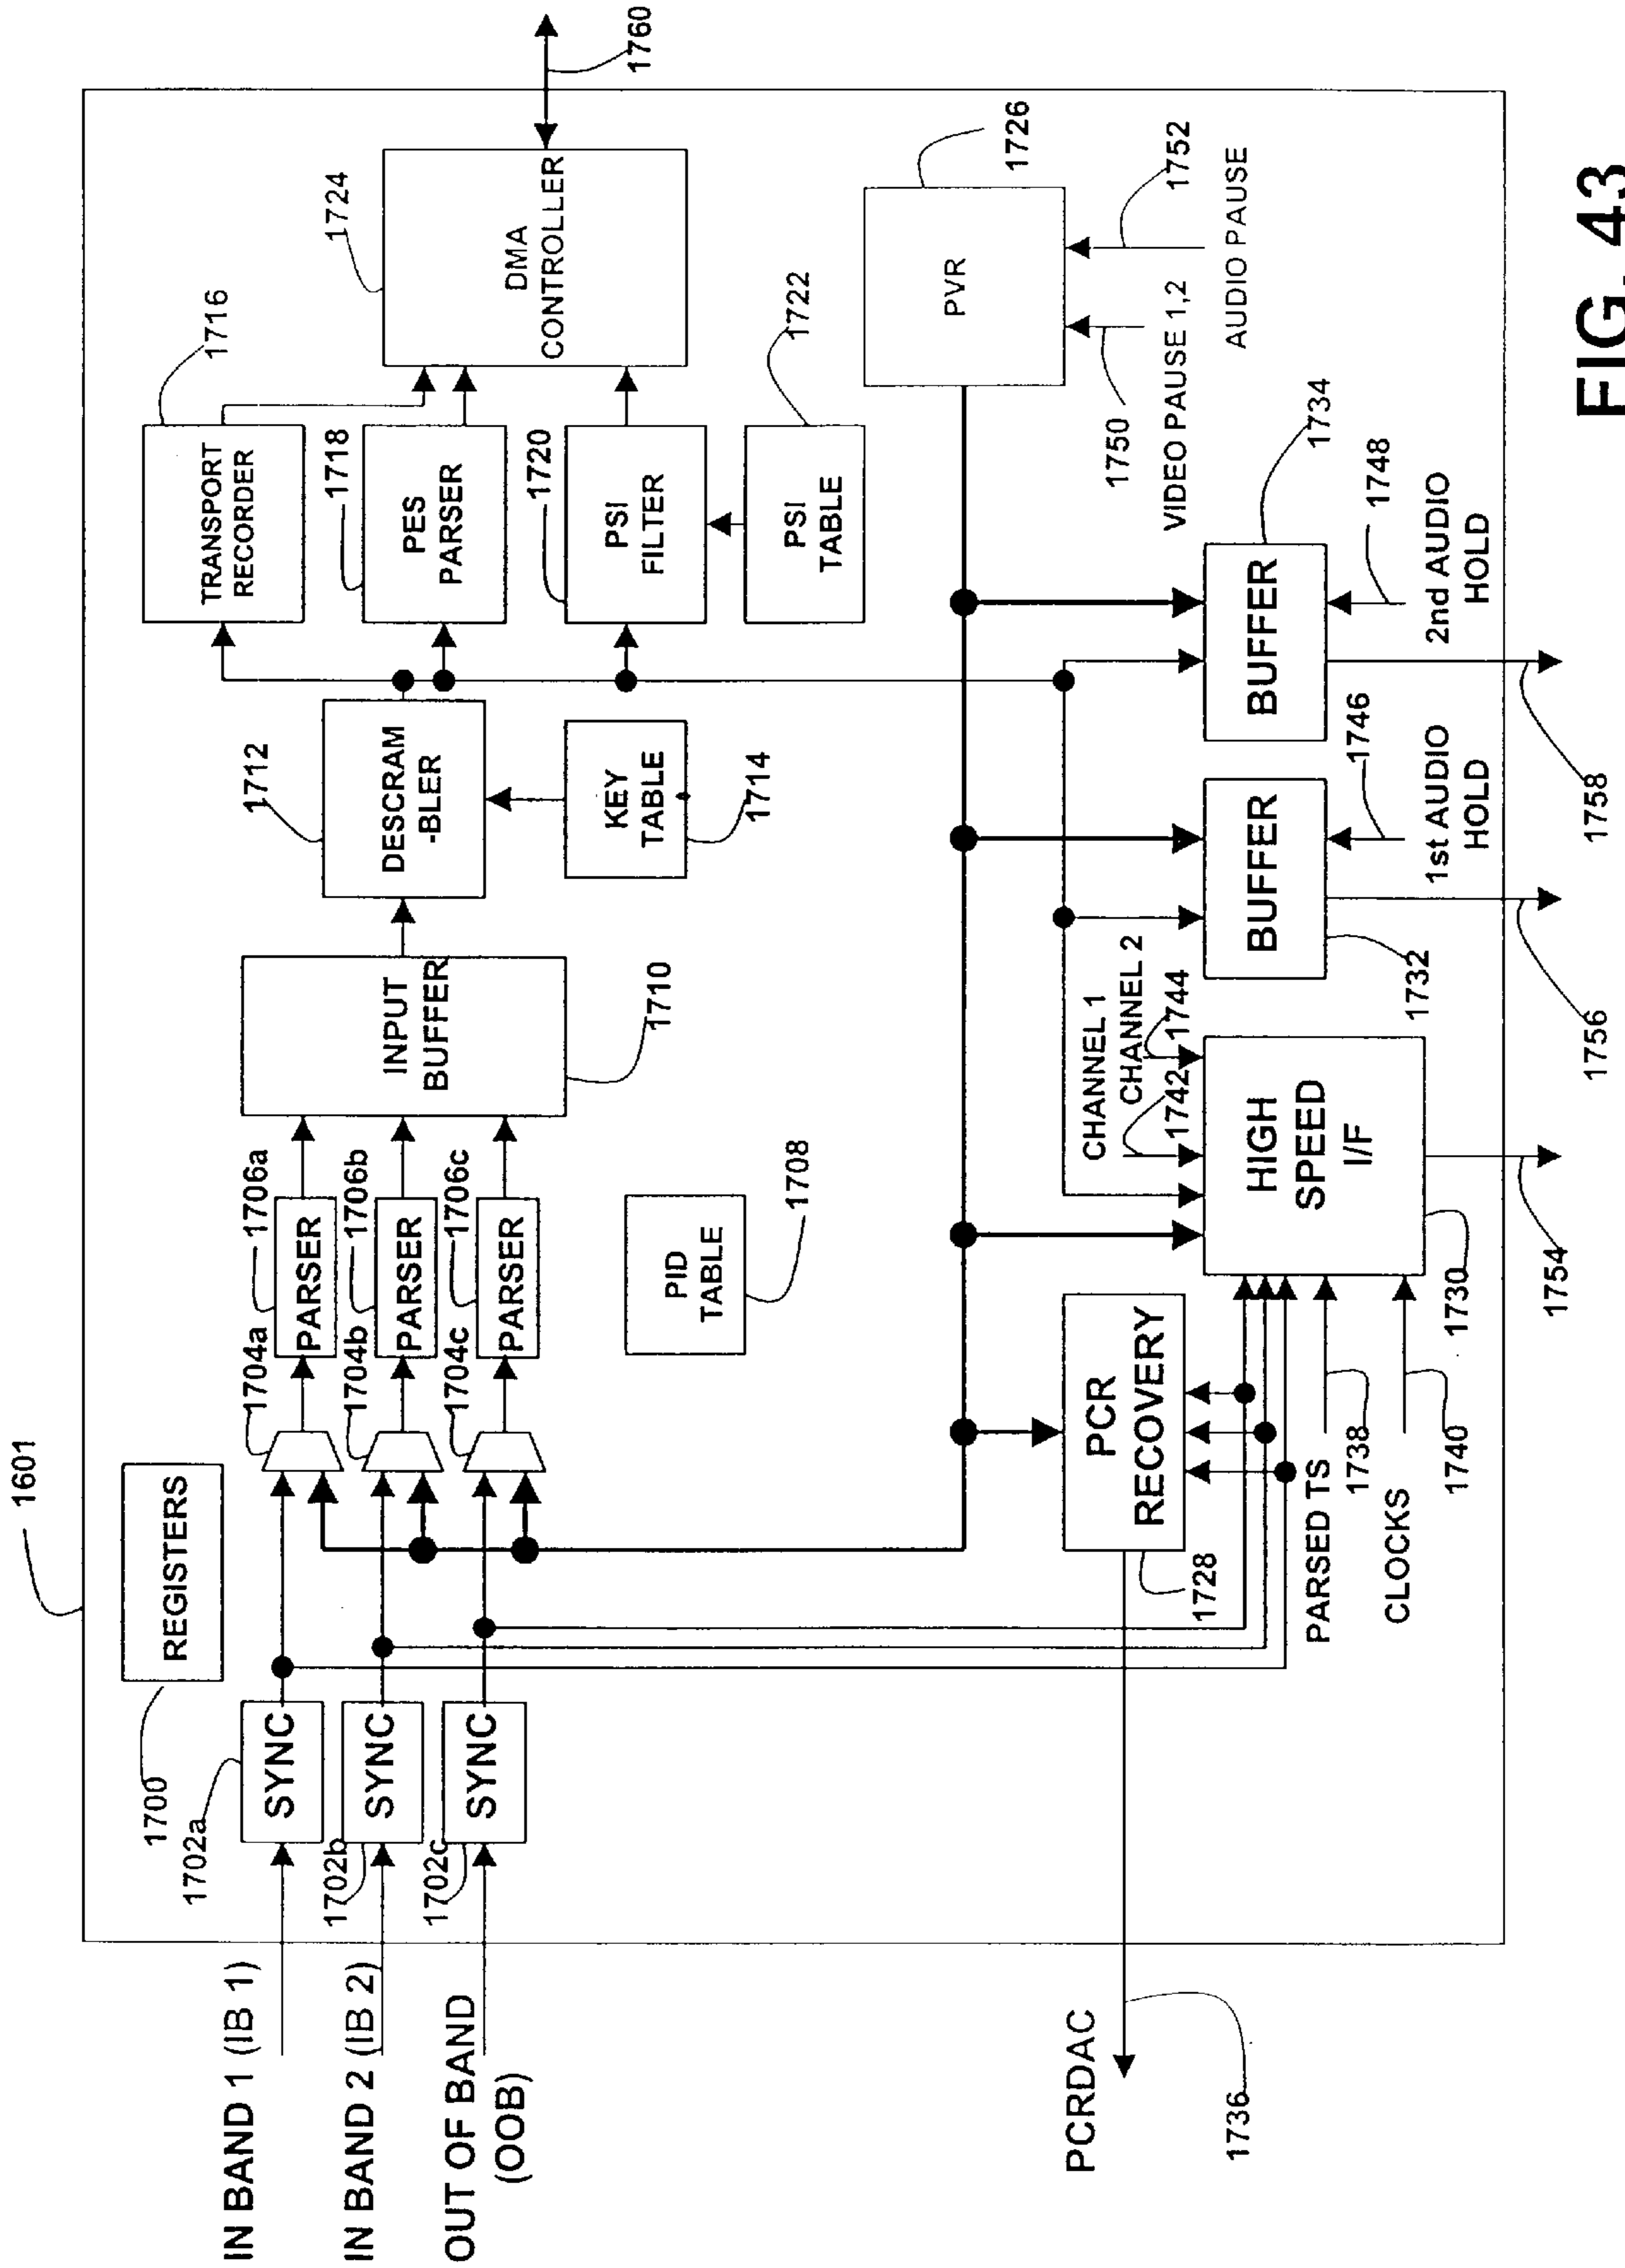 1601
REGISTERS
1700
IN BAND 1 (IB 1)
1702a
SYNC
1704a
PARSER
1706a
IN BAND 2 (IB 2)
1702b
SYNC
1704b
PARSER
1706b
OUT OF BAND
(OOB)
1702c
SYNC
1704c
PARSER
1706c
PID
TABLE
1708
INPUT
BUFFER
1710
1712
DESCRAM
-BLER
KEY
TABLE
1714
TRANSPORT
RECORDER
1716
PES
PARSER
1718
PSI
FILTER
1720
PSI
TABLE
1722
1724
DMA
CONTROLLER
1760
PVR
1726
1750
VIDEO PAUSE 1,2
1752
AUDIO PAUSE
PCRDAC
1736
PCR
RECOVERY
1728
PARSED TS
1738
CLOCKS
1740
CHANNEL 1
CHANNEL 2
1742
1744
HIGH
SPEED
I/F
1730
1754
BUFFER
1732
1st AUDIO
HOLD
1746
1756
BUFFER
1734
2nd AUDIO
HOLD
1748
1758
FIG. 43